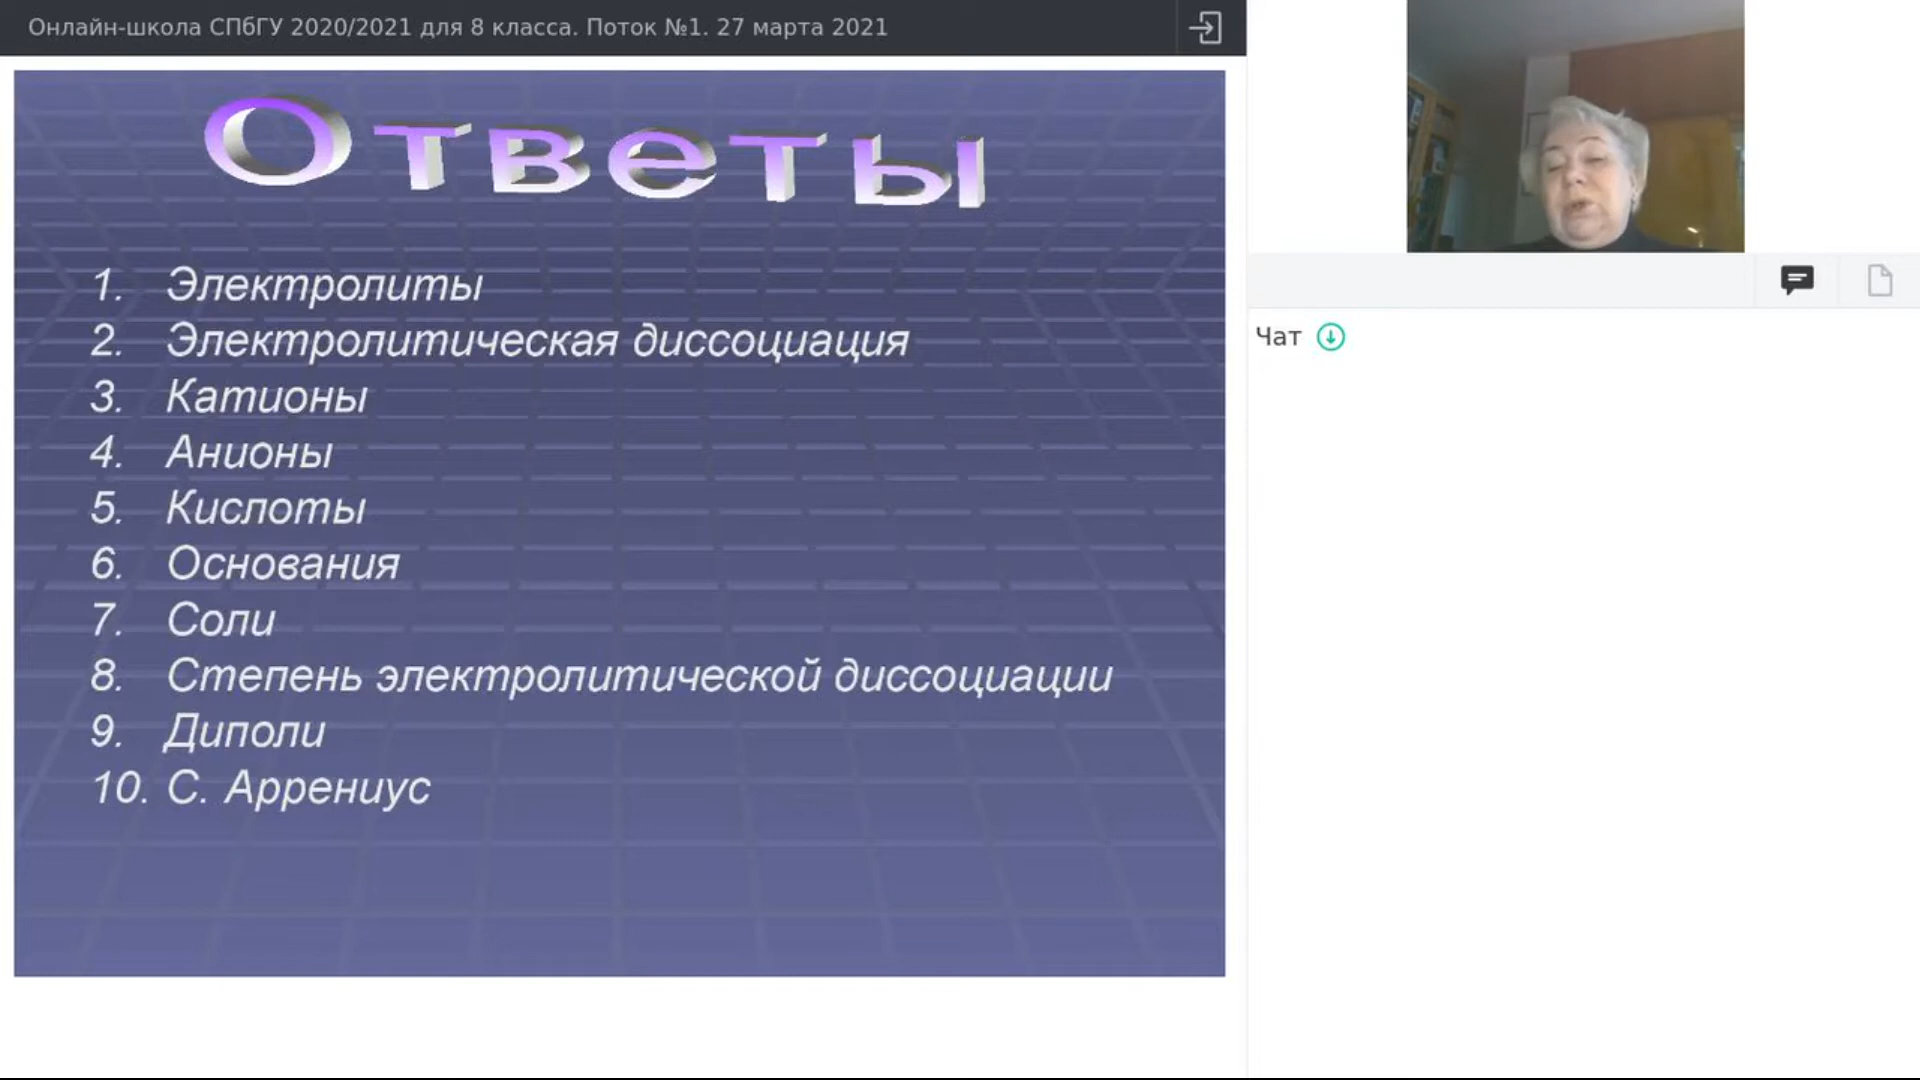 Онлайн-школа СПбГУ 2020/2021 для 8 класса. Поток №1. 27 марта 2021
Ответы
1. Электролиты
2. Электролитическая диссоциация
3. Катионы
4. Анионы
5. Кислоты
6. Основания
7. Соли
8. Степень электролитической диссоциации
9. Диполи
10. С. Аррениус
Чат